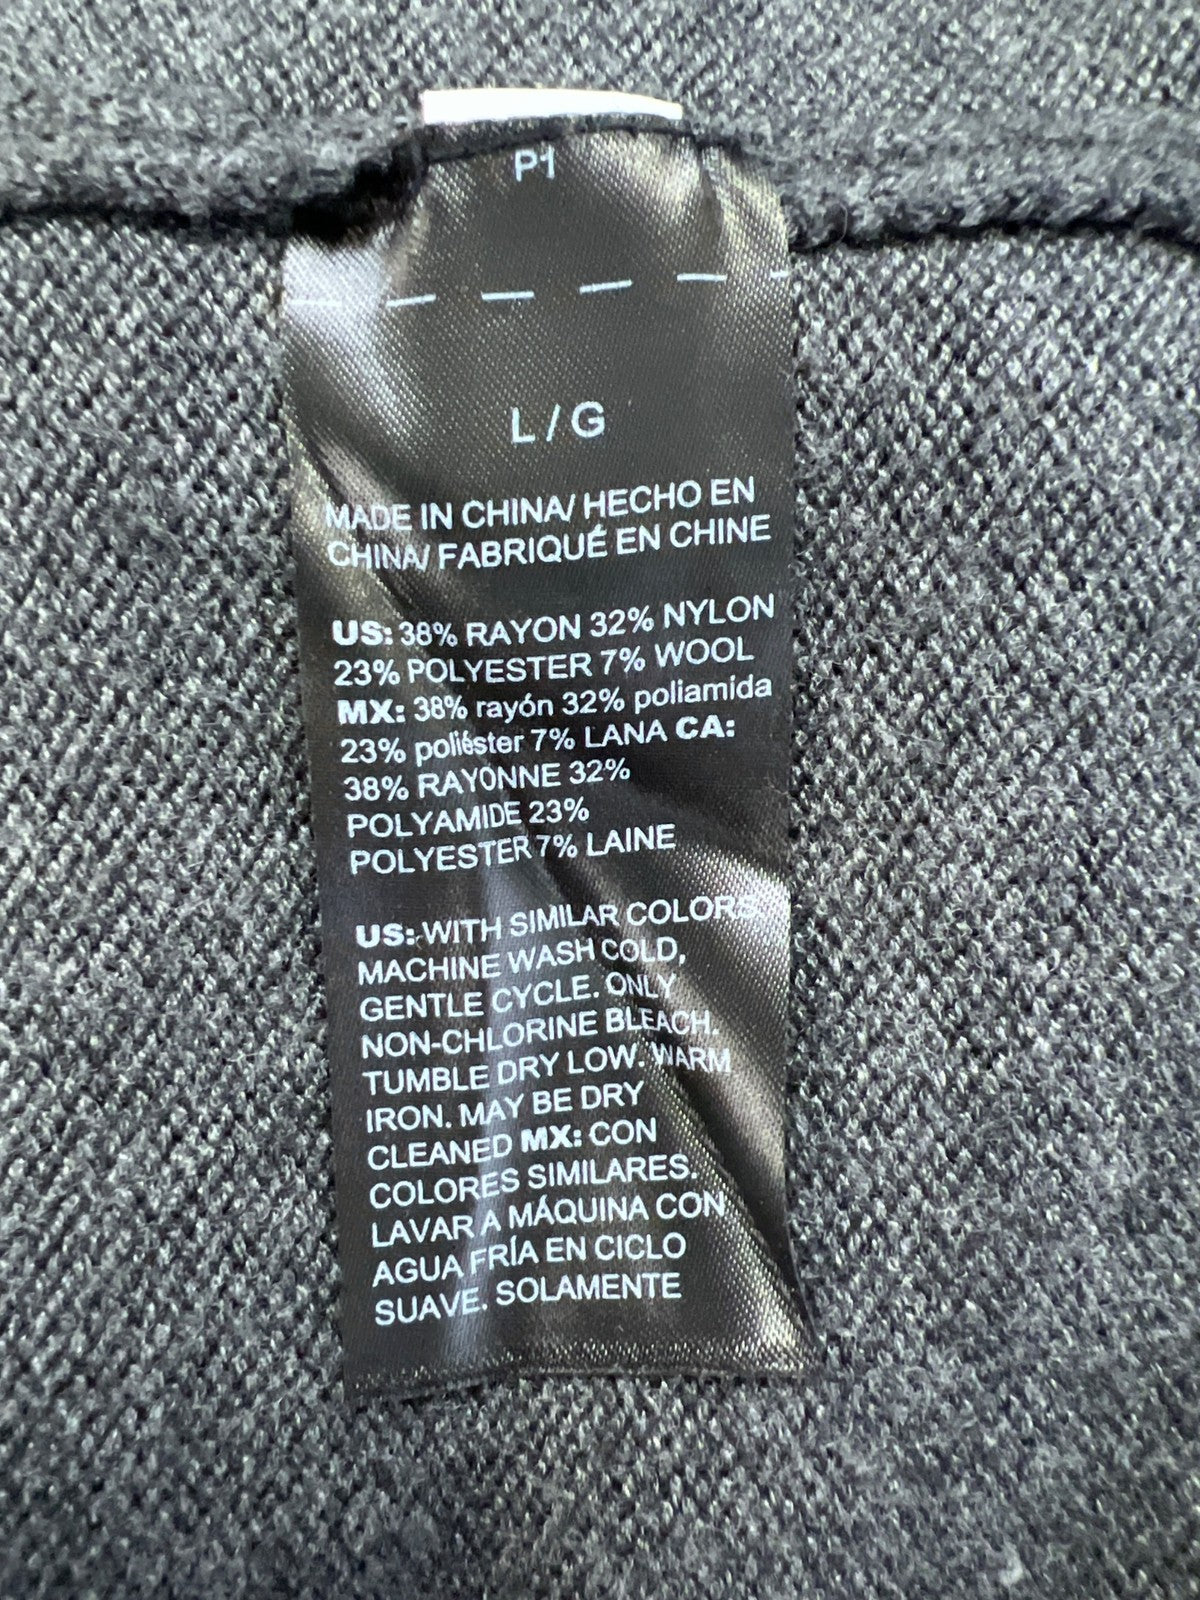 P1
L / G
MADE IN CHINA/ HECHO EN
CHINA/ FABRIQUÉ EN CHINE
US: 38% RAYON 32% NYLON
23% POLYESTER 7% WOOL
MX: 38% rayón 32% poliamida
23% poliéster 7% LANA CA:
38% RAYONNE 32%
POLYAMIDE 23%
POLYESTER 7% LAINE
US: WITH SIMILAR COLORS.
MACHINE WASH COLD,
GENTLE CYCLE. ONLY
NON-CHLORINE BLEACH.
TUMBLE DRY LOW. WARM
IRON. MAY BE DRY
CLEANED MX: CON
COLORES SIMILARES.
LAVAR A MÁQUINA CON
AGUA FRÍA EN CICLO
SUAVE. SOLAMENTE